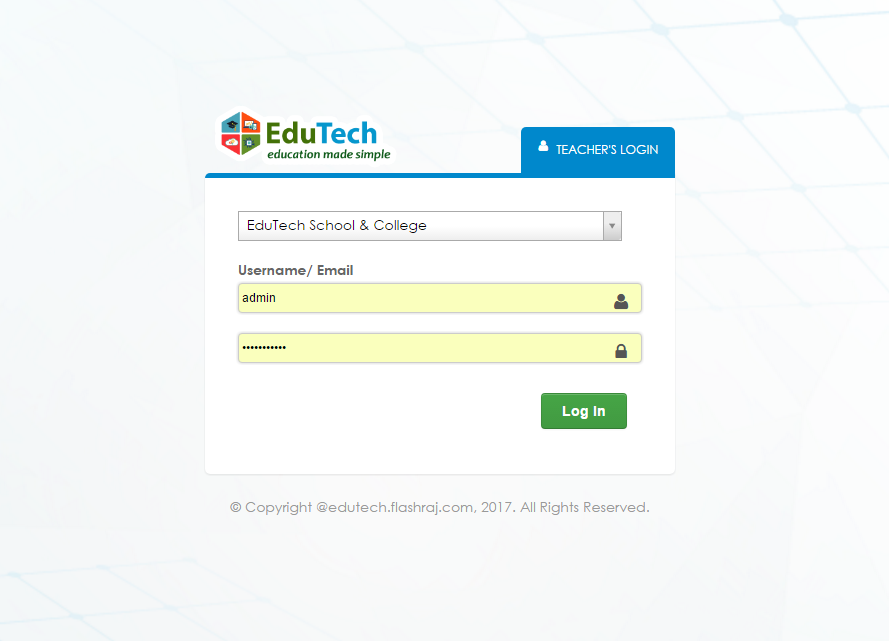 EduTech
education made simple
TEACHER'S LOGIN
EduTech School & College
Username/ Email
admin
•••••••••••
Log In
© Copyright @edutech.flashraj.com, 2017. All Rights Reserved.